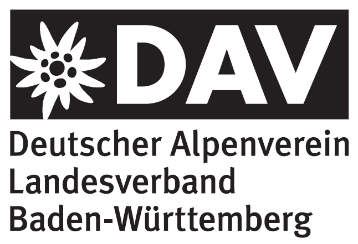 DAV
Deutscher Alpenverein
Landesverband
Baden-Württemberg